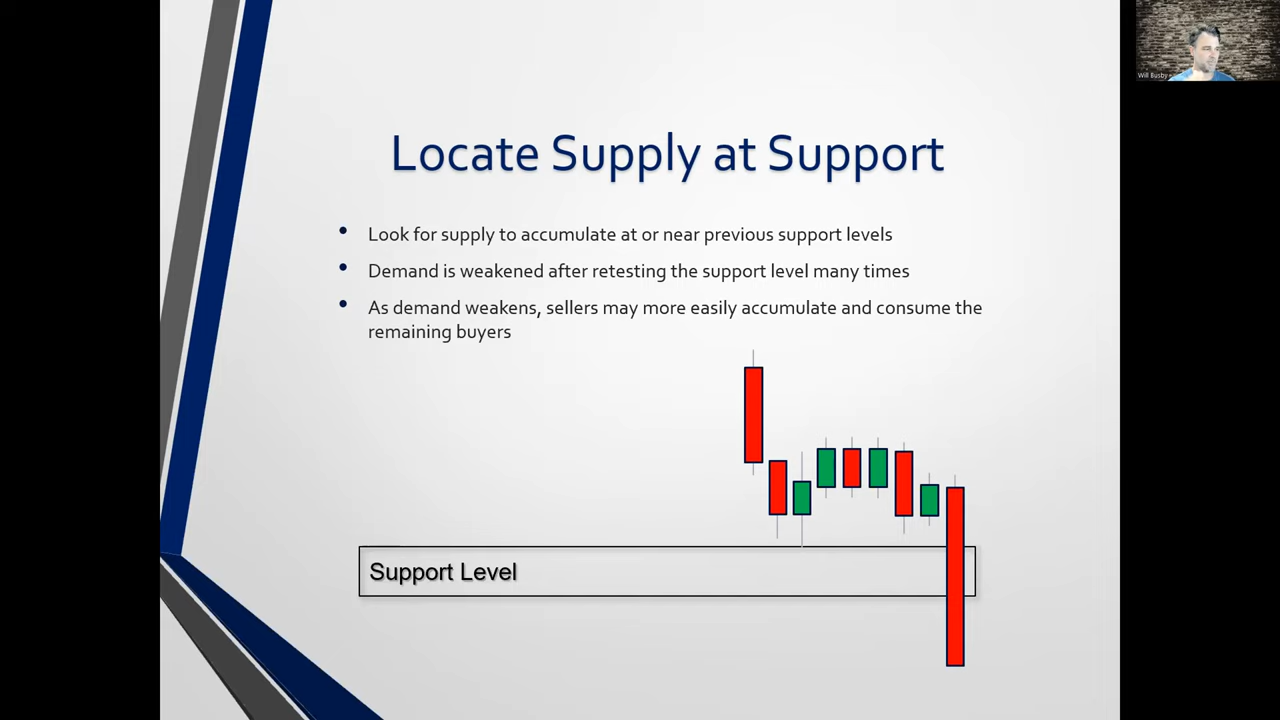 Locate Supply at Support
• Look for supply to accumulate at or near previous support levels
• Demand is weakened after retesting the support level many times
• As demand weakens, sellers may more easily accumulate and consume the
remaining buyers
Support Level
Will Busby